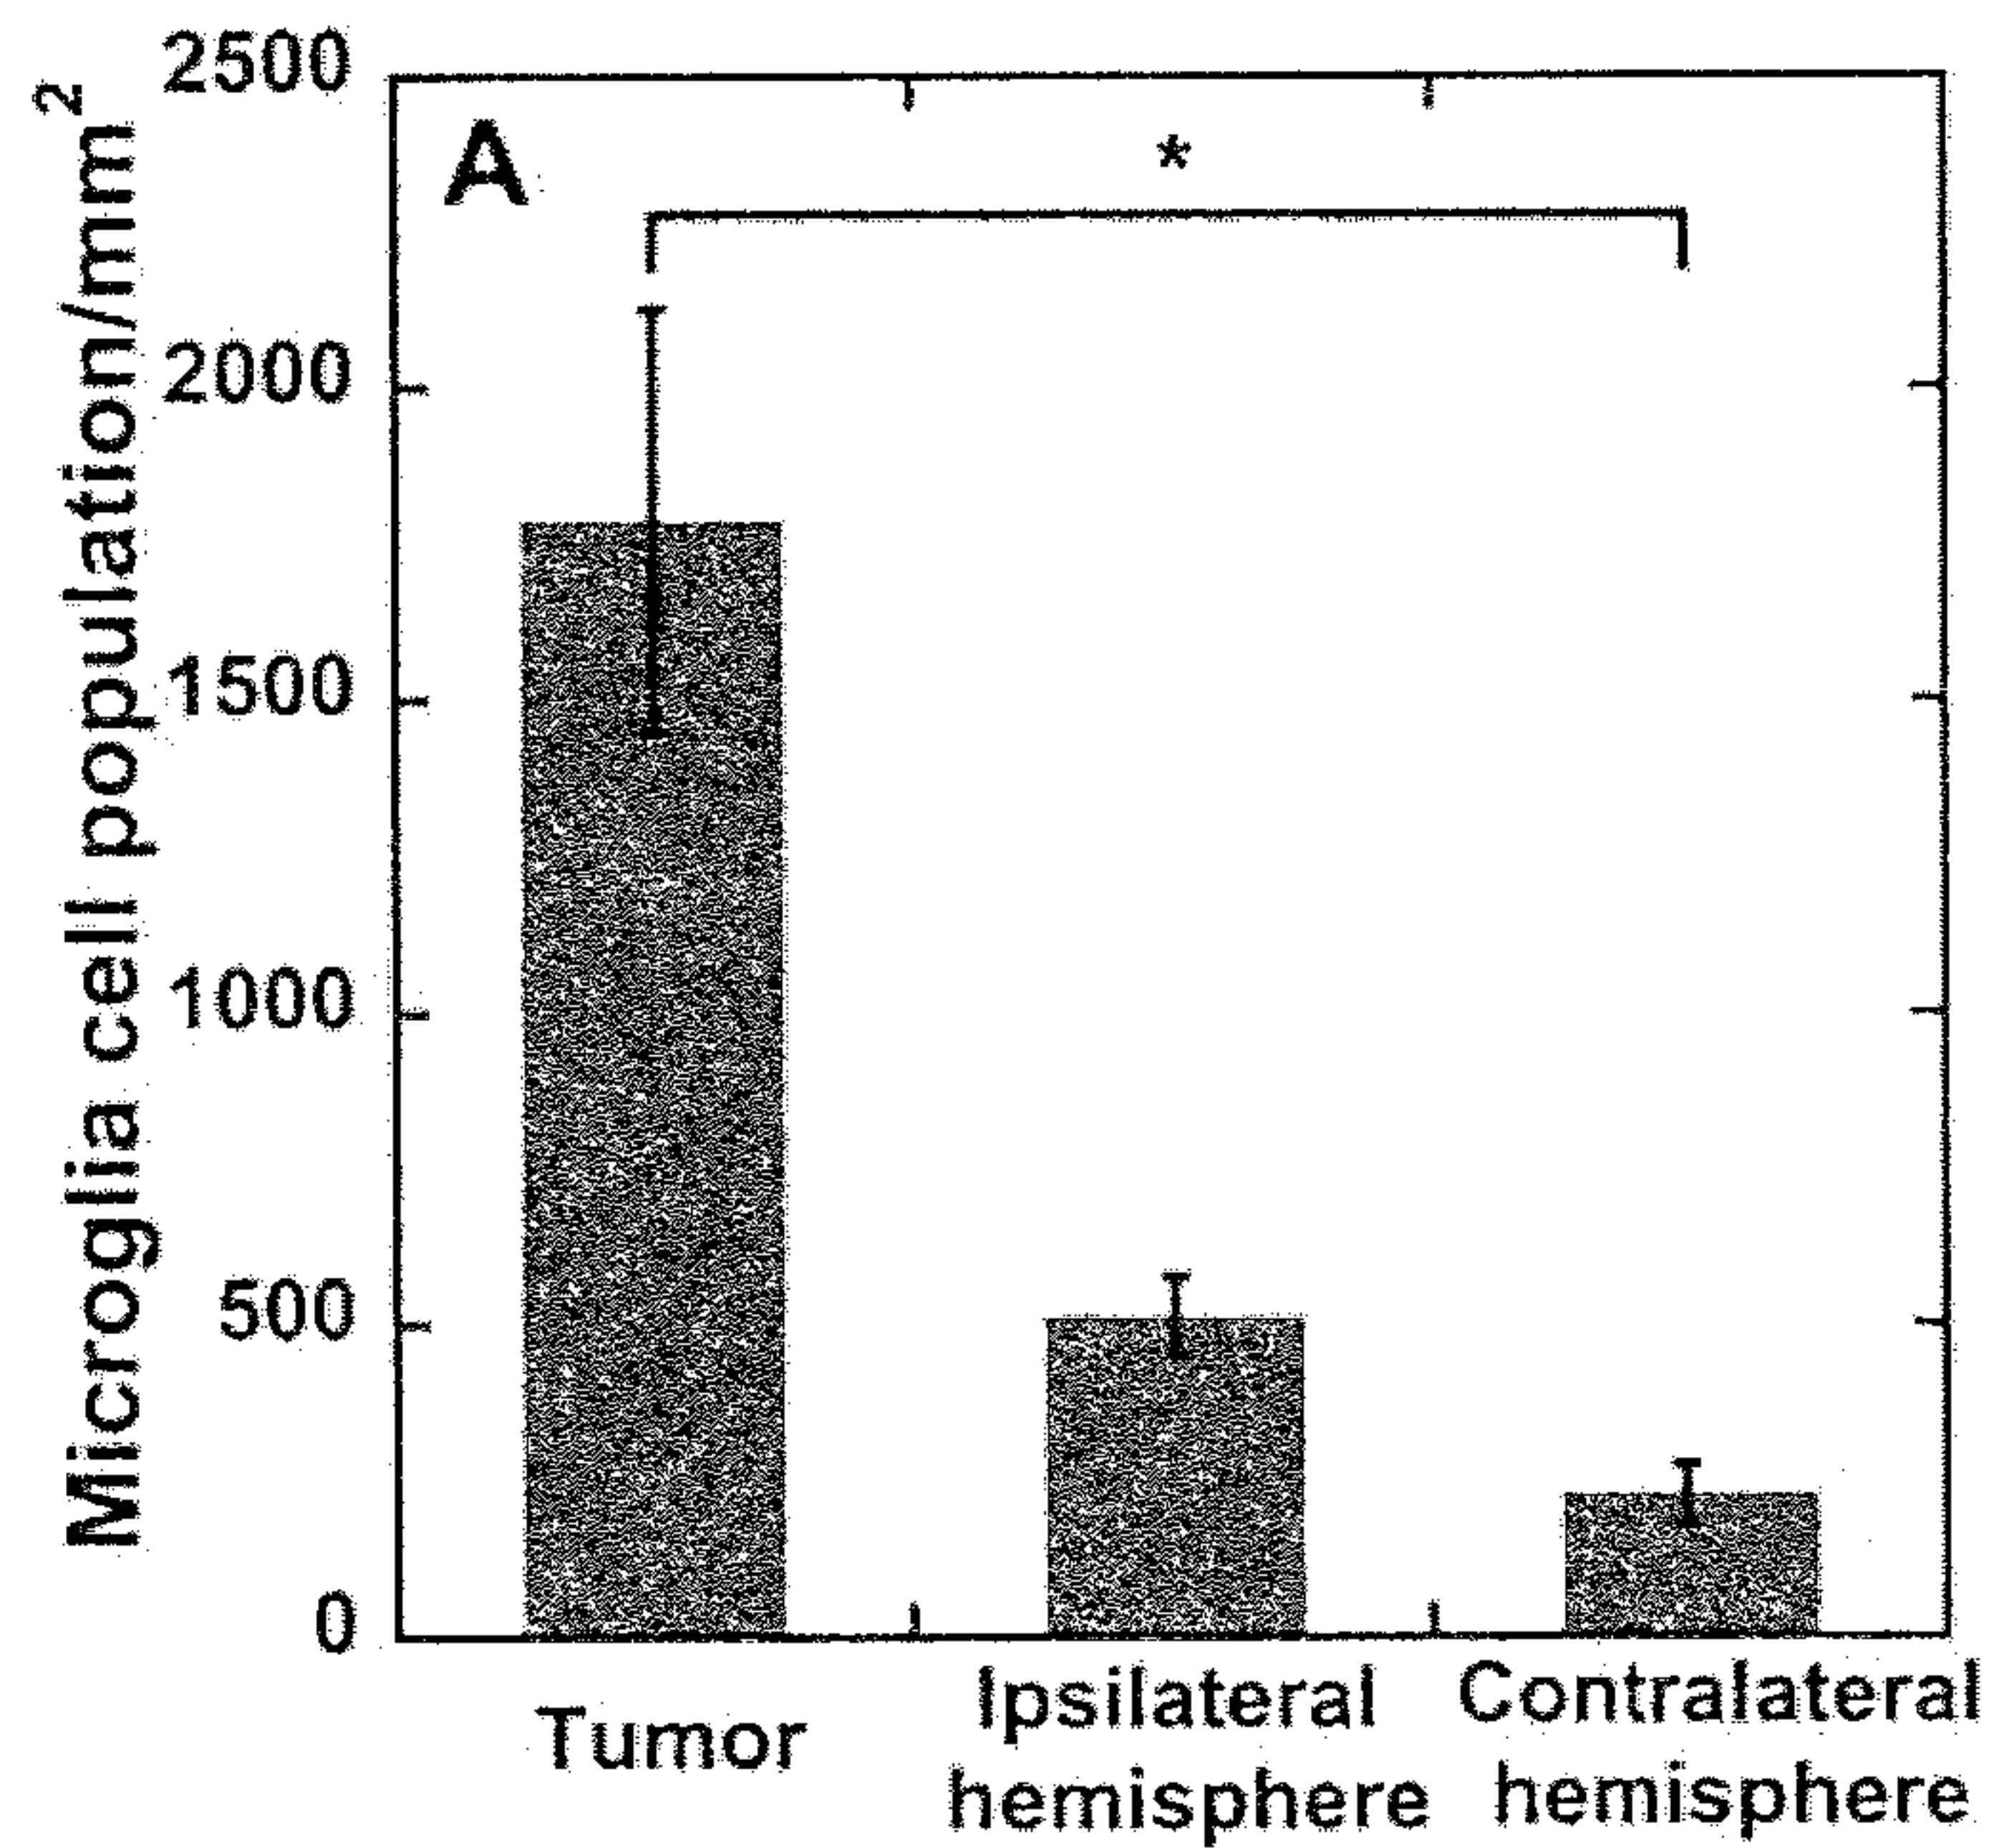 Microglia cell population/mm²
2500
2000
1500
1000
500
0
A
*
Tumor
Ipsilateral
hemisphere
Contralateral
hemisphere